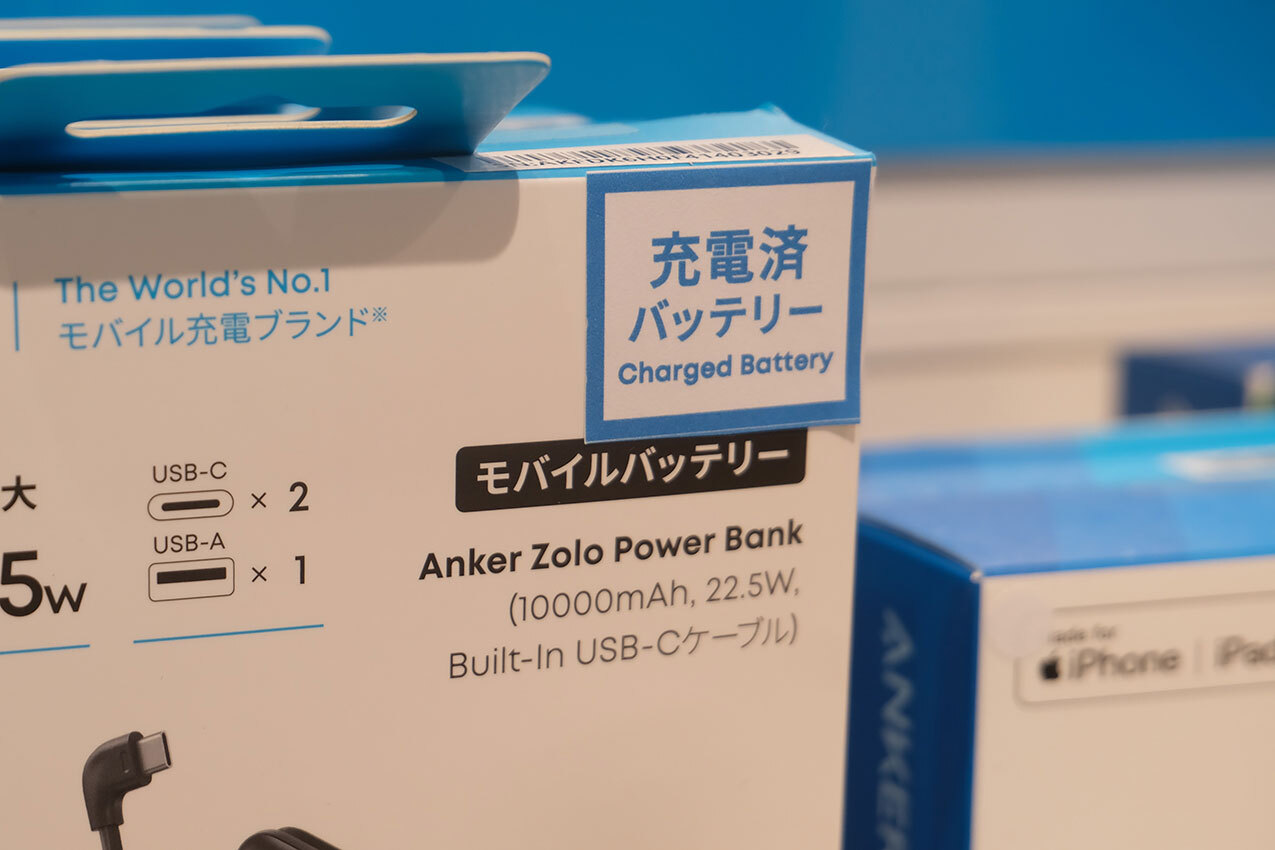 充電済
バッテリー
Charged Battery
The World's No.1
モバイル充電ブランド※
モバイルバッテリー
大
5W
USB-C
× 2
USB-A
× 1
Anker Zolo Power Bank
(10000mAh, 22.5W,
Built-In USB-Cケーブル)
ANKER
made for
iPhone | iPad